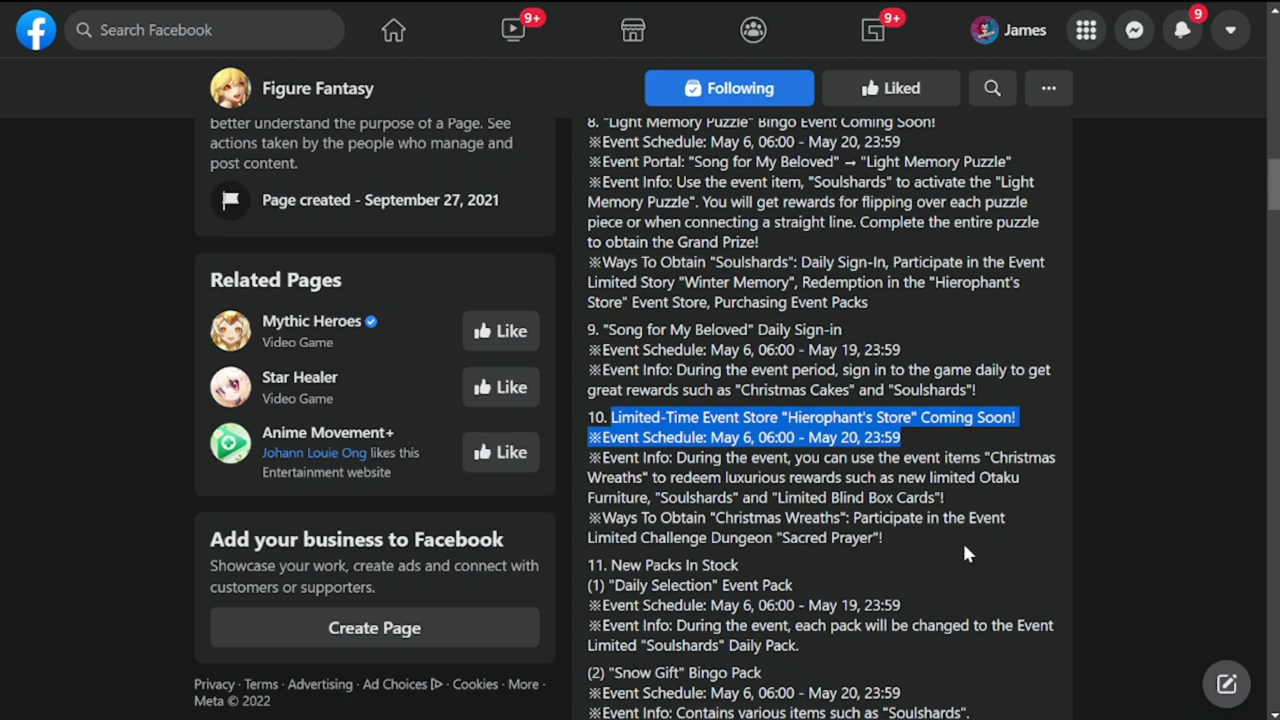 Search Facebook
9+
9+
James
9
Figure Fantasy
Following
Liked
better understand the purpose of a Page. See
actions taken by the people who manage and
post content.
Page created - September 27, 2021
Related Pages
Mythic Heroes
Video Game
Like
Star Healer
Video Game
Like
Anime Movement+
Johann Louie Ong likes this
Entertainment website
Like
Add your business to Facebook
Showcase your work, create ads and connect with
customers or supporters.
Create Page
Privacy · Terms · Advertising · Ad Choices · Cookies · More ·
Meta © 2022
8. "Light Memory Puzzle" Bingo Event Coming Soon!
※Event Schedule: May 6, 06:00 - May 20, 23:59
※Event Portal: "Song for My Beloved" → "Light Memory Puzzle"
※Event Info: Use the event item, "Soulshards" to activate the "Light
Memory Puzzle". You will get rewards for flipping over each puzzle
piece or when connecting a straight line. Complete the entire puzzle
to obtain the Grand Prize!
※Ways To Obtain "Soulshards": Daily Sign-In, Participate in the Event
Limited Story "Winter Memory", Redemption in the "Hierophant's
Store" Event Store, Purchasing Event Packs
9. "Song for My Beloved" Daily Sign-in
※Event Schedule: May 6, 06:00 - May 19, 23:59
※Event Info: During the event period, sign in to the game daily to get
great rewards such as "Christmas Cakes" and "Soulshards"!
10. Limited-Time Event Store "Hierophant's Store" Coming Soon!
※Event Schedule: May 6, 06:00 - May 20, 23:59
※Event Info: During the event, you can use the event items "Christmas
Wreaths" to redeem luxurious rewards such as new limited Otaku
Furniture, "Soulshards" and "Limited Blind Box Cards"!
※Ways To Obtain "Christmas Wreaths": Participate in the Event
Limited Challenge Dungeon "Sacred Prayer"!
11. New Packs In Stock
(1) "Daily Selection" Event Pack
※Event Schedule: May 6, 06:00 - May 19, 23:59
※Event Info: During the event, each pack will be changed to the Event
Limited "Soulshards" Daily Pack.
(2) "Snow Gift" Bingo Pack
※Event Schedule: May 6, 06:00 - May 20, 23:59
※Event Info: Contains various items such as "Soulshards".